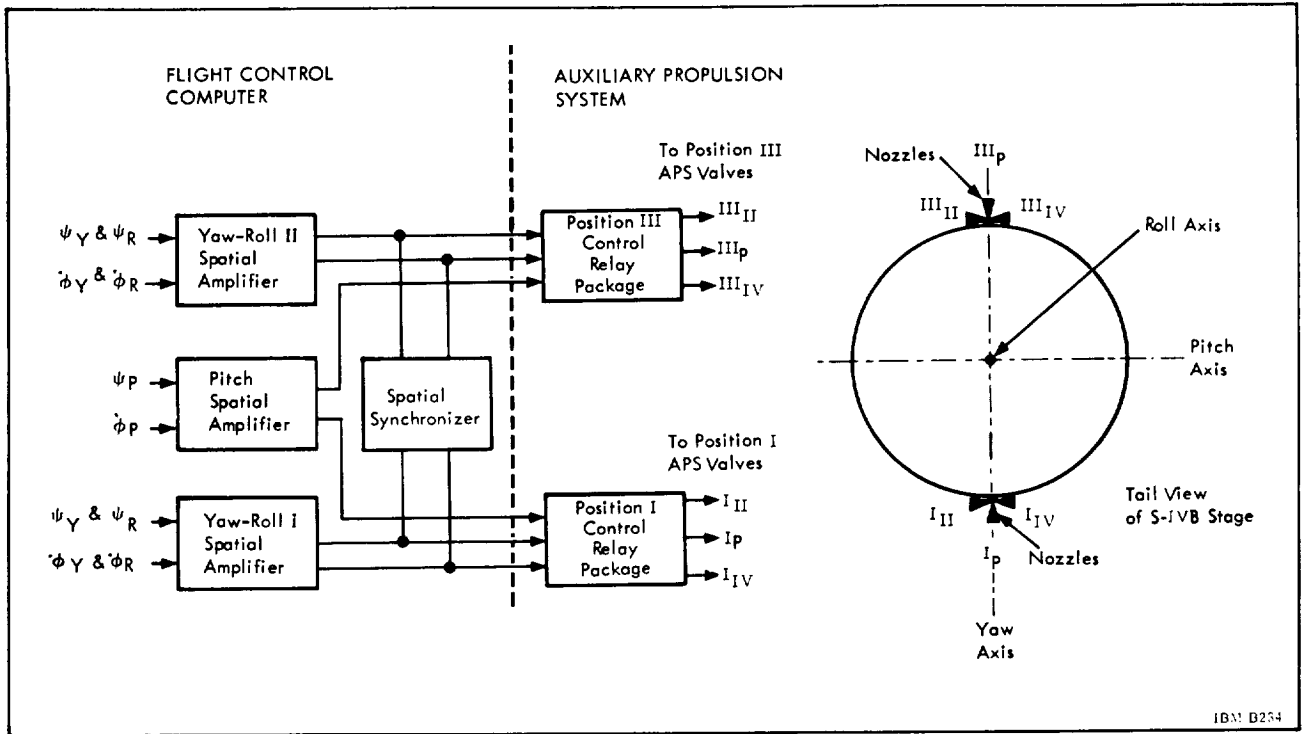 FLIGHT CONTROL
COMPUTER
AUXILIARY PROPULSION
SYSTEM
To Position III
APS Valves
ψY & ψR
φ̇Y & φ̇R
Yaw-Roll II
Spatial
Amplifier
Position III
Control
Relay
Package
IIIII
IIIp
IIIIV
ψP
φ̇P
Pitch
Spatial
Amplifier
Spatial
Synchronizer
To Position I
APS Valves
ψY & ψR
φ̇Y & φ̇R
Yaw-Roll I
Spatial
Amplifier
Position I
Control
Relay
Package
III
Ip
IIV
Nozzles
IIIp
IIIII
IIIIV
Roll Axis
Pitch
Axis
III
IIV
Ip
Nozzles
Tail View
of S-IVB Stage
Yaw
Axis
IBM B234